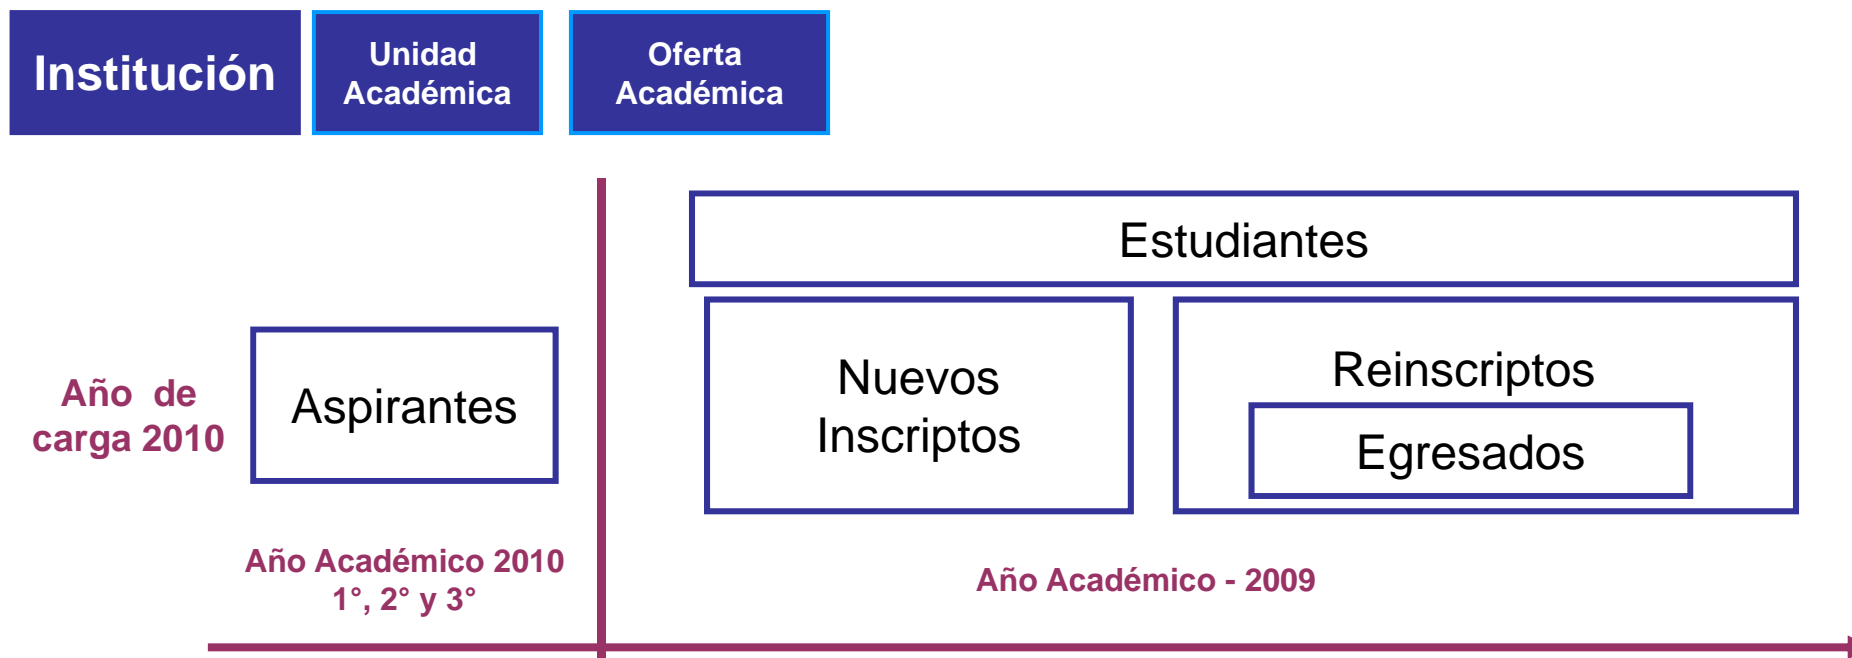 Institución
Unidad
Académica
Oferta
Académica
Estudiantes
Año de
carga 2010
Aspirantes
Nuevos
Inscriptos
Reinscriptos
Egresados
Año Académico 2010
1°, 2° y 3°
Año Académico - 2009